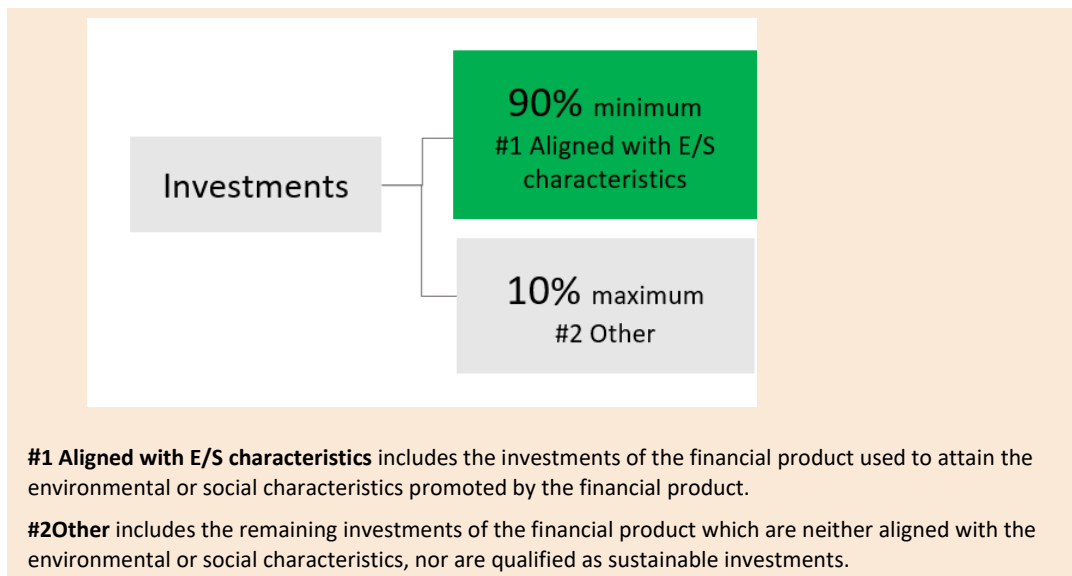 90% minimum
#1 Aligned with E/S
characteristics
Investments
10% maximum
#2 Other
#1 Aligned with E/S characteristics includes the investments of the financial product used to attain the
environmental or social characteristics promoted by the financial product.
#2Other includes the remaining investments of the financial product which are neither aligned with the
environmental or social characteristics, nor are qualified as sustainable investments.